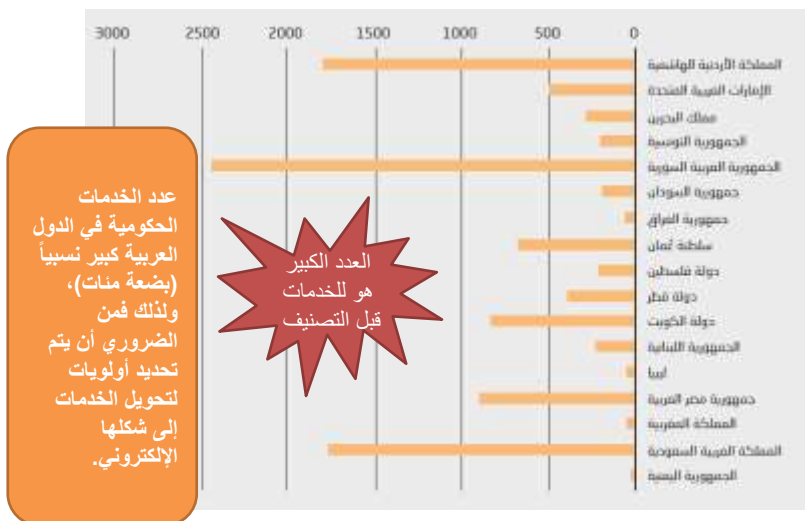 3000 2500 2000 1500 1000 500 0
المملكة الأردنية الهاشمية
الإمارات العربية المتحدة
مملك البحرين
الجمهورية التونسية
الجمهورية العربية السورية
جمهورية السودان
جمهورية العراق
سلطنة عُمان
دولة فلسطين
دولة قطر
دولة الكويت
الجمهورية اللبنانية
ليبيا
جمهورية مصر العربية
المملكة المغربية
المملكة العربية السعودية
الجمهورية اليمنية
العدد الكبير
هو للخدمات
قبل التصنيف
عدد الخدمات
الحكومية في الدول
العربية كبير نسبياً
(بضعة مئات)،
ولذلك فمن
الضروري أن يتم
تحديد أولويات
لتحويل الخدمات
إلى شكلها
الإلكتروني.